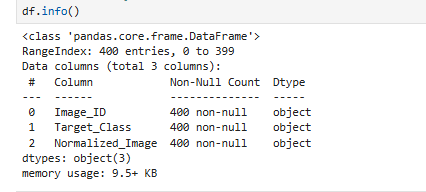 df.info()
<class 'pandas.core.frame.DataFrame'>
RangeIndex: 400 entries, 0 to 399
Data columns (total 3 columns):
 #   Column            Non-Null Count  Dtype
---  ------            --------------  -----
 0   Image_ID          400 non-null    object
 1   Target_Class      400 non-null    object
 2   Normalized_Image  400 non-null    object
dtypes: object(3)
memory usage: 9.5+ KB